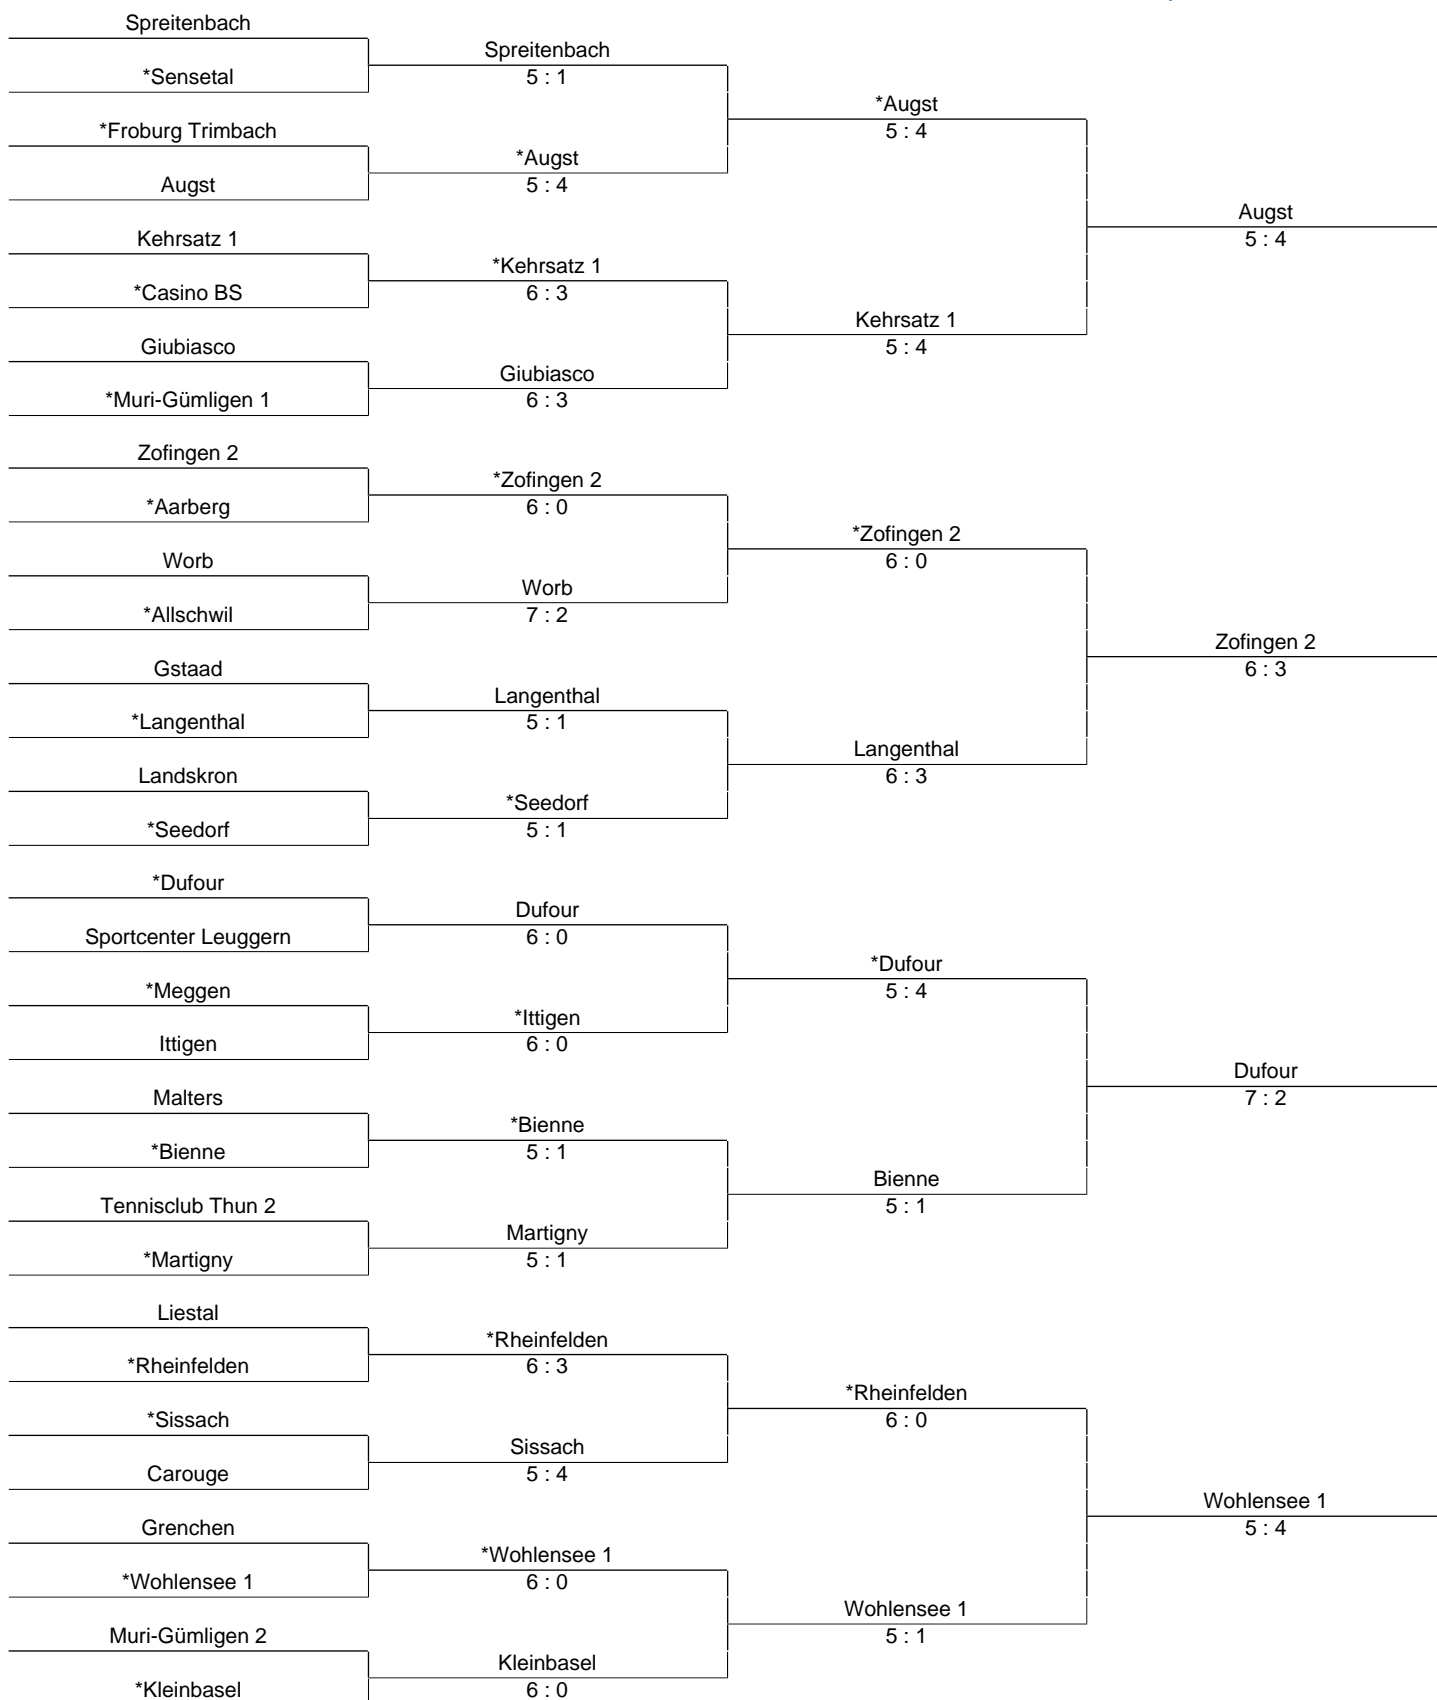 Spreitenbach
*Sensetal
*Froburg Trimbach
Augst
Kehrsatz 1
*Casino BS
Giubiasco
*Muri-Gümligen 1
Zofingen 2
*Aarberg
Worb
*Allschwil
Gstaad
*Langenthal
Landskron
*Seedorf
*Dufour
Sportcenter Leuggern
*Meggen
Ittigen
Malters
*Bienne
Tennisclub Thun 2
*Martigny
Liestal
*Rheinfelden
*Sissach
Carouge
Grenchen
*Wohlensee 1
Muri-Gümligen 2
*Kleinbasel
Spreitenbach
5 : 1
*Augst
5 : 4
*Kehrsatz 1
6 : 3
Giubiasco
6 : 3
*Zofingen 2
6 : 0
Worb
7 : 2
Langenthal
5 : 1
*Seedorf
5 : 1
Dufour
6 : 0
*Ittigen
6 : 0
*Bienne
5 : 1
Martigny
5 : 1
*Rheinfelden
6 : 3
Sissach
5 : 4
*Wohlensee 1
6 : 0
Kleinbasel
6 : 0
*Augst
5 : 4
Kehrsatz 1
5 : 4
*Zofingen 2
6 : 0
Langenthal
6 : 3
*Dufour
5 : 4
Bienne
5 : 1
*Rheinfelden
6 : 0
Wohlensee 1
5 : 1
Augst
5 : 4
Zofingen 2
6 : 3
Dufour
7 : 2
Wohlensee 1
5 : 4